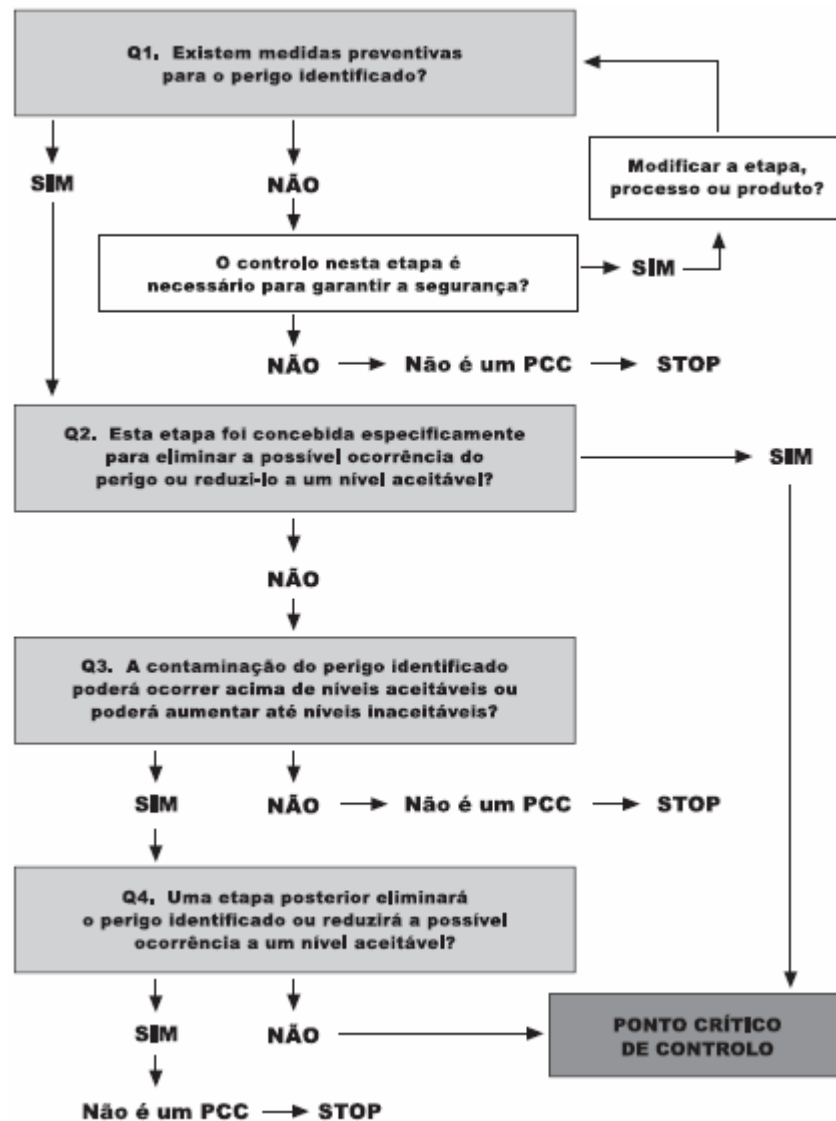 Q1. Existem medidas preventivas
para o perigo identificado?
SIM
NÃO
Modificar a etapa,
processo ou produto?
O controlo nesta etapa é
necessário para garantir a segurança?
SIM
NÃO
Não é um PCC
STOP
Q2. Esta etapa foi concebida especificamente
para eliminar a possível ocorrência do
perigo ou reduzi-lo a um nível aceitável?
SIM
NÃO
Q3. A contaminação do perigo identificado
poderá ocorrer acima de níveis aceitáveis ou
poderá aumentar até níveis inaceitáveis?
SIM
NÃO
Não é um PCC
STOP
Q4. Uma etapa posterior eliminará
o perigo identificado ou reduzirá a possível
ocorrência a um nível aceitável?
SIM
NÃO
PONTO CRÍTICO
DE CONTROLO
Não é um PCC
STOP